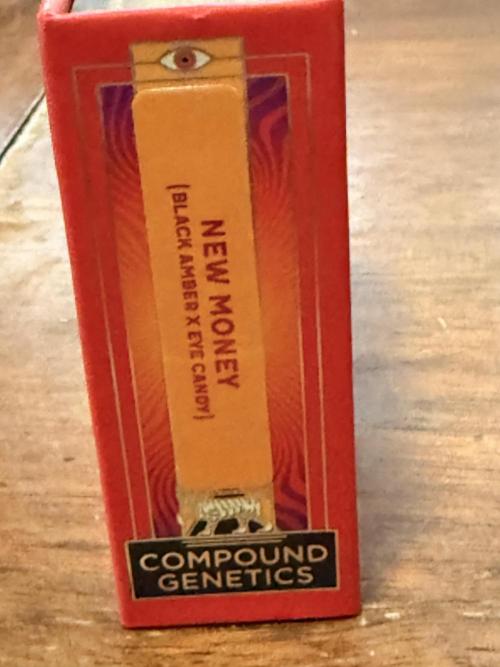 NEW MONEY
(BLACK AMBER X EYE CANDY)
COMPOUND
GENETICS